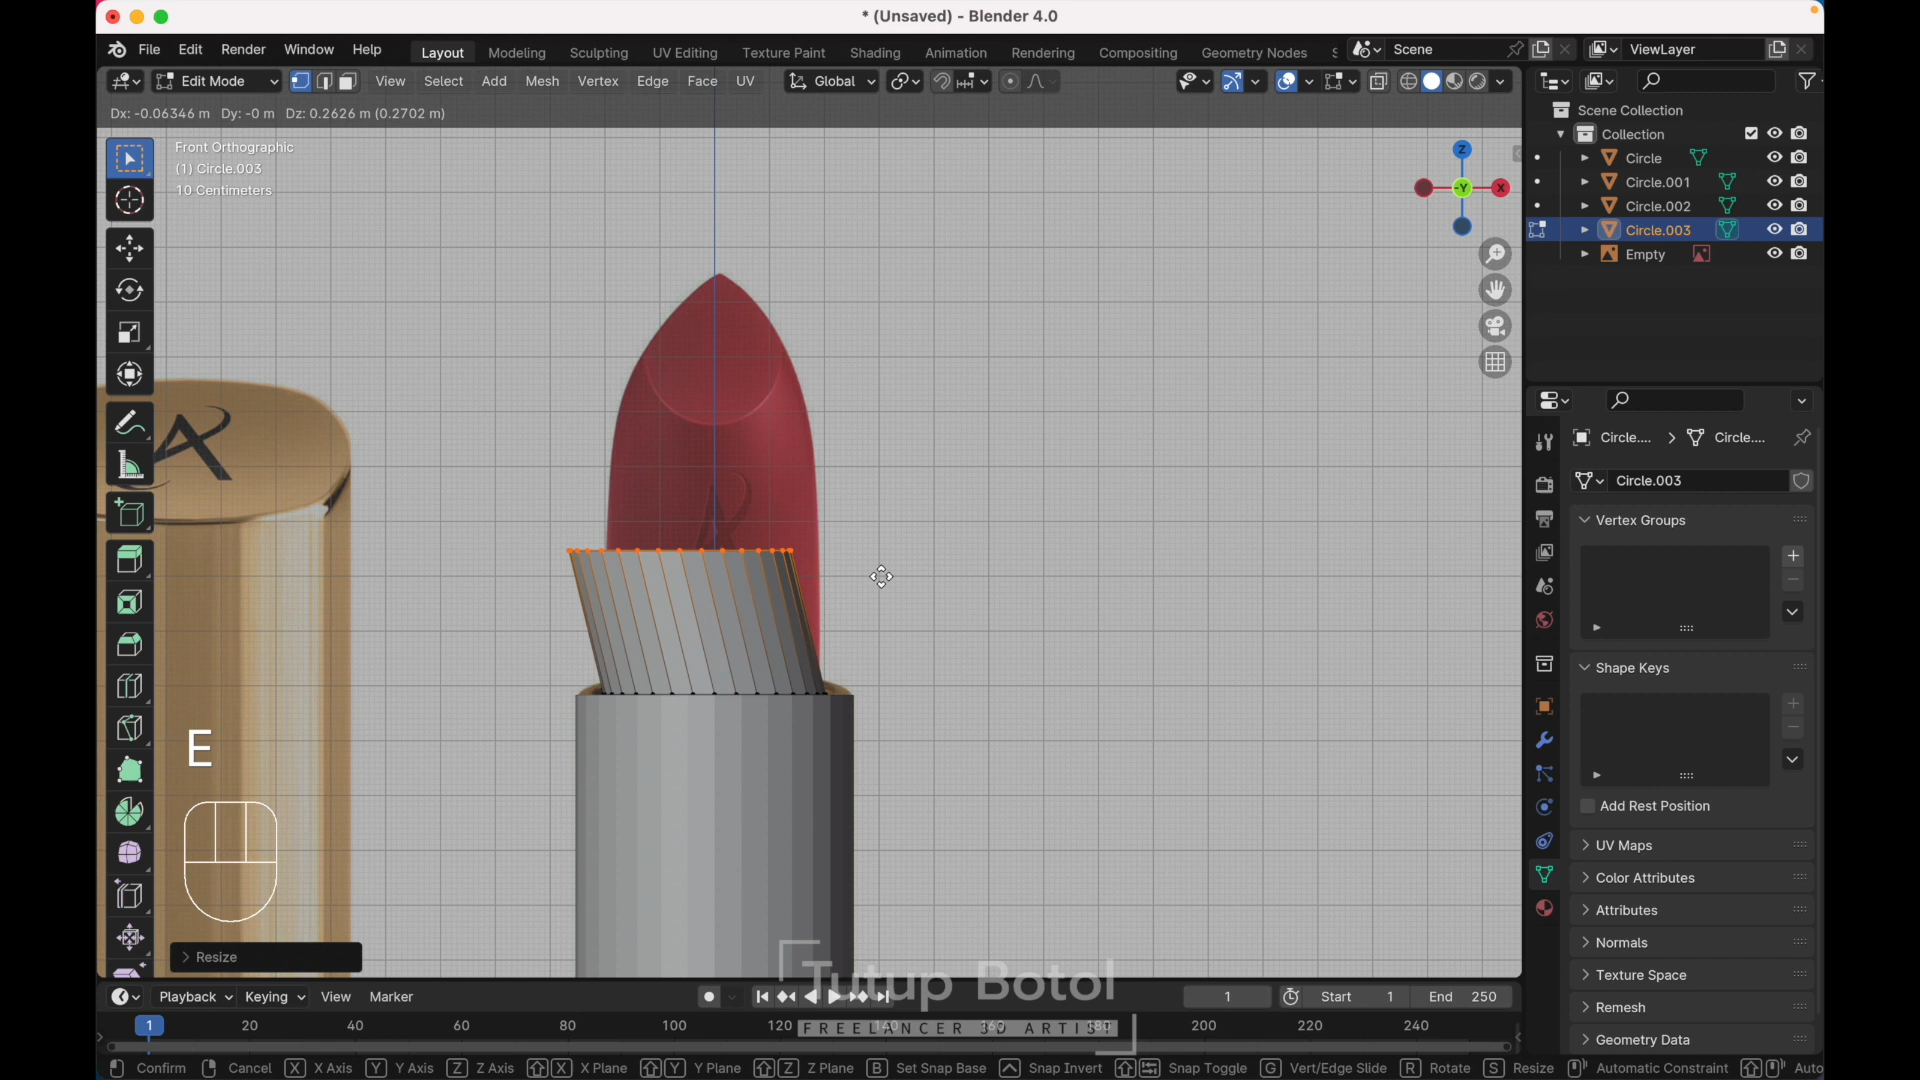 * (Unsaved) - Blender 4.0
File Edit Render Window Help Layout Modeling Sculpting UV Editing Texture Paint Shading Animation Rendering Compositing Geometry Nodes Scene ViewLayer
Edit Mode View Select Add Mesh Vertex Edge Face UV Global
Dx: -0.06346 m Dy: -0 m Dz: 0.2626 m (0.2702 m)
Front Orthographic
(1) Circle.003
10 Centimeters
Z
-Y
X
Scene Collection
Collection
Circle
Circle.001
Circle.002
Circle.003
Empty
Circle.... > Circle....
Circle.003
Vertex Groups
Shape Keys
Add Rest Position
UV Maps
Color Attributes
Attributes
Normals
Texture Space
Remesh
Geometry Data
A
E
Resize
Tutup Botol
FREELANCER 3D ARTIST
Playback Keying View Marker
1 Start 1 End 250
1 20 40 60 80 100 120 140 160 180 200 220 240
Confirm Cancel X X Axis Y Y Axis Z Z Axis X X Plane Y Y Plane Z Z Plane B Set Snap Base Snap Invert Snap Toggle G Vert/Edge Slide R Rotate S Resize Automatic Constraint Auto